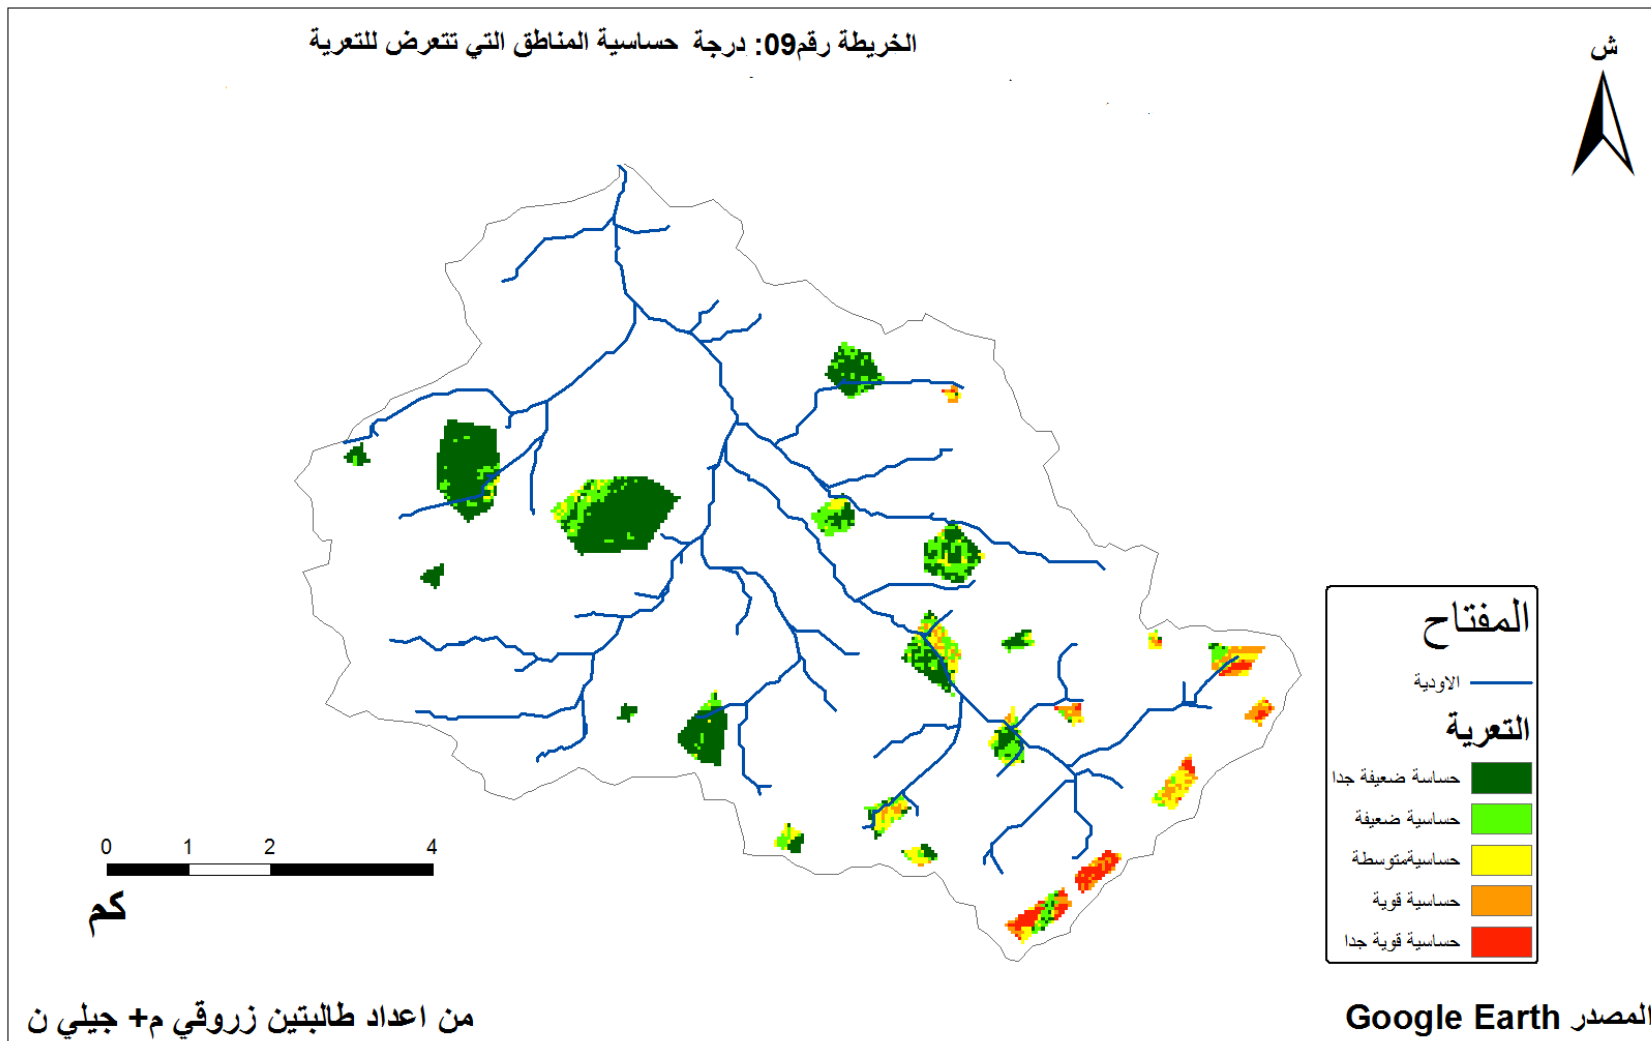 الخريطة رقم09: درجة حساسية المناطق التي تتعرض للتعرية
ش
المفتاح
الاودية
التعرية
حساسة ضعيفة جدا
حساسية ضعيفة
حساسيةمتوسطة
حساسية قوية
حساسية قوية جدا
0 1 2 4
كم
المصدر Google Earth
من اعداد طالبتين زروقي م+ جيلي ن